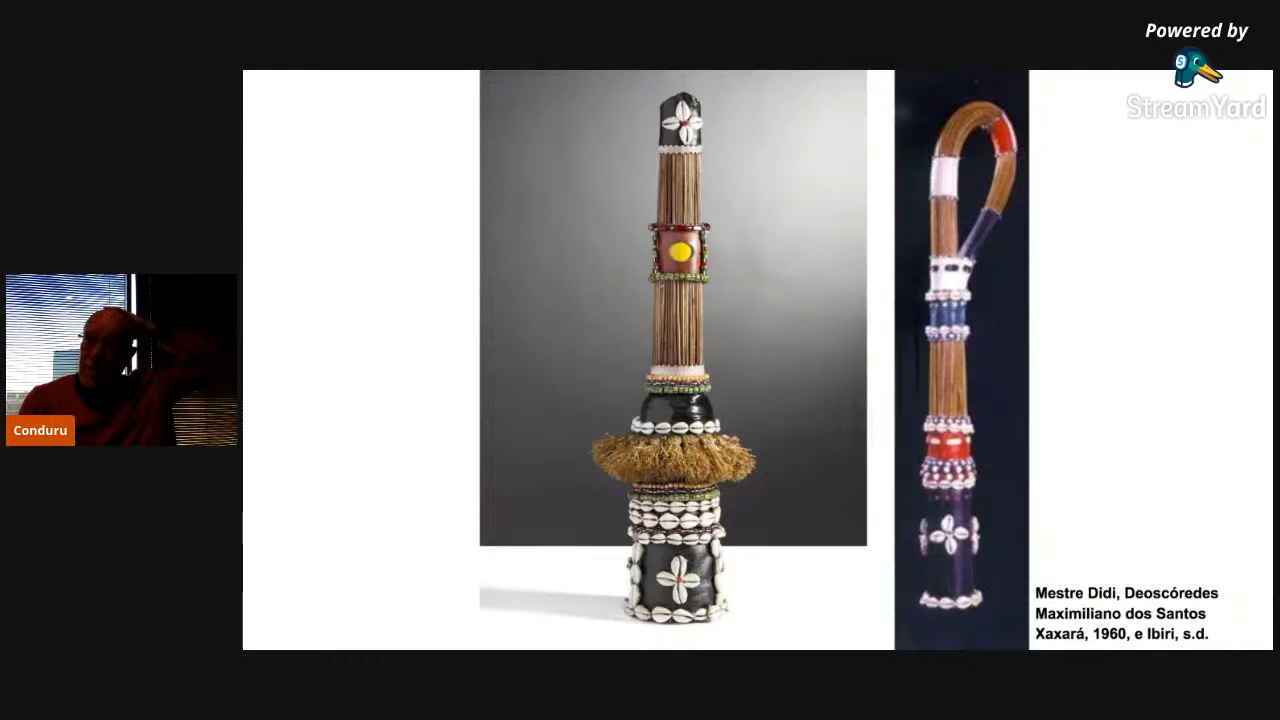 Powered by
S
StreamYard
Conduru
Mestre Didi, Deoscóredes
Maximiliano dos Santos
Xaxará, 1960, e Ibiri, s.d.